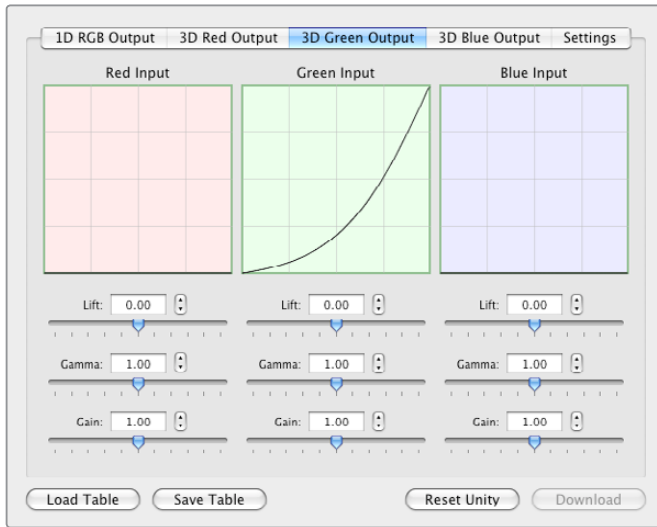 1D RGB Output 3D Red Output 3D Green Output 3D Blue Output Settings
Red Input Green Input Blue Input
Lift: 0.00 Lift: 0.00 Lift: 0.00
Gamma: 1.00 Gamma: 1.00 Gamma: 1.00
Gain: 1.00 Gain: 1.00 Gain: 1.00
Load Table Save Table Reset Unity Download